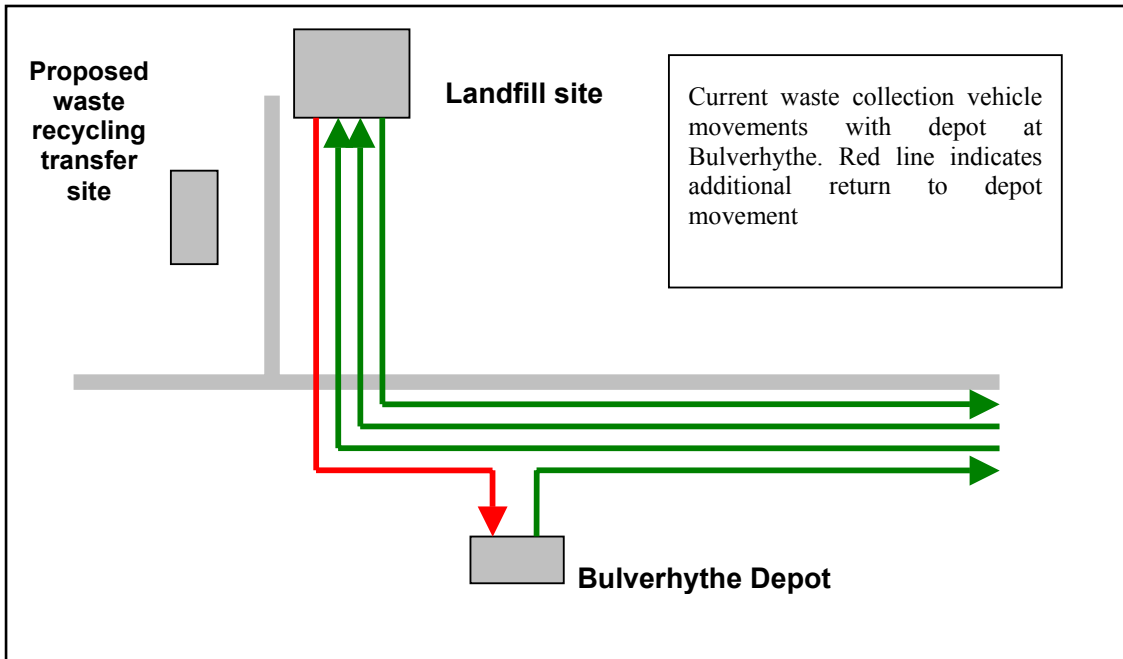 Proposed
waste
recycling
transfer
site
Landfill site
Current waste collection vehicle
movements with depot at
Bulverhythe. Red line indicates
additional return to depot
movement
Bulverhythe Depot